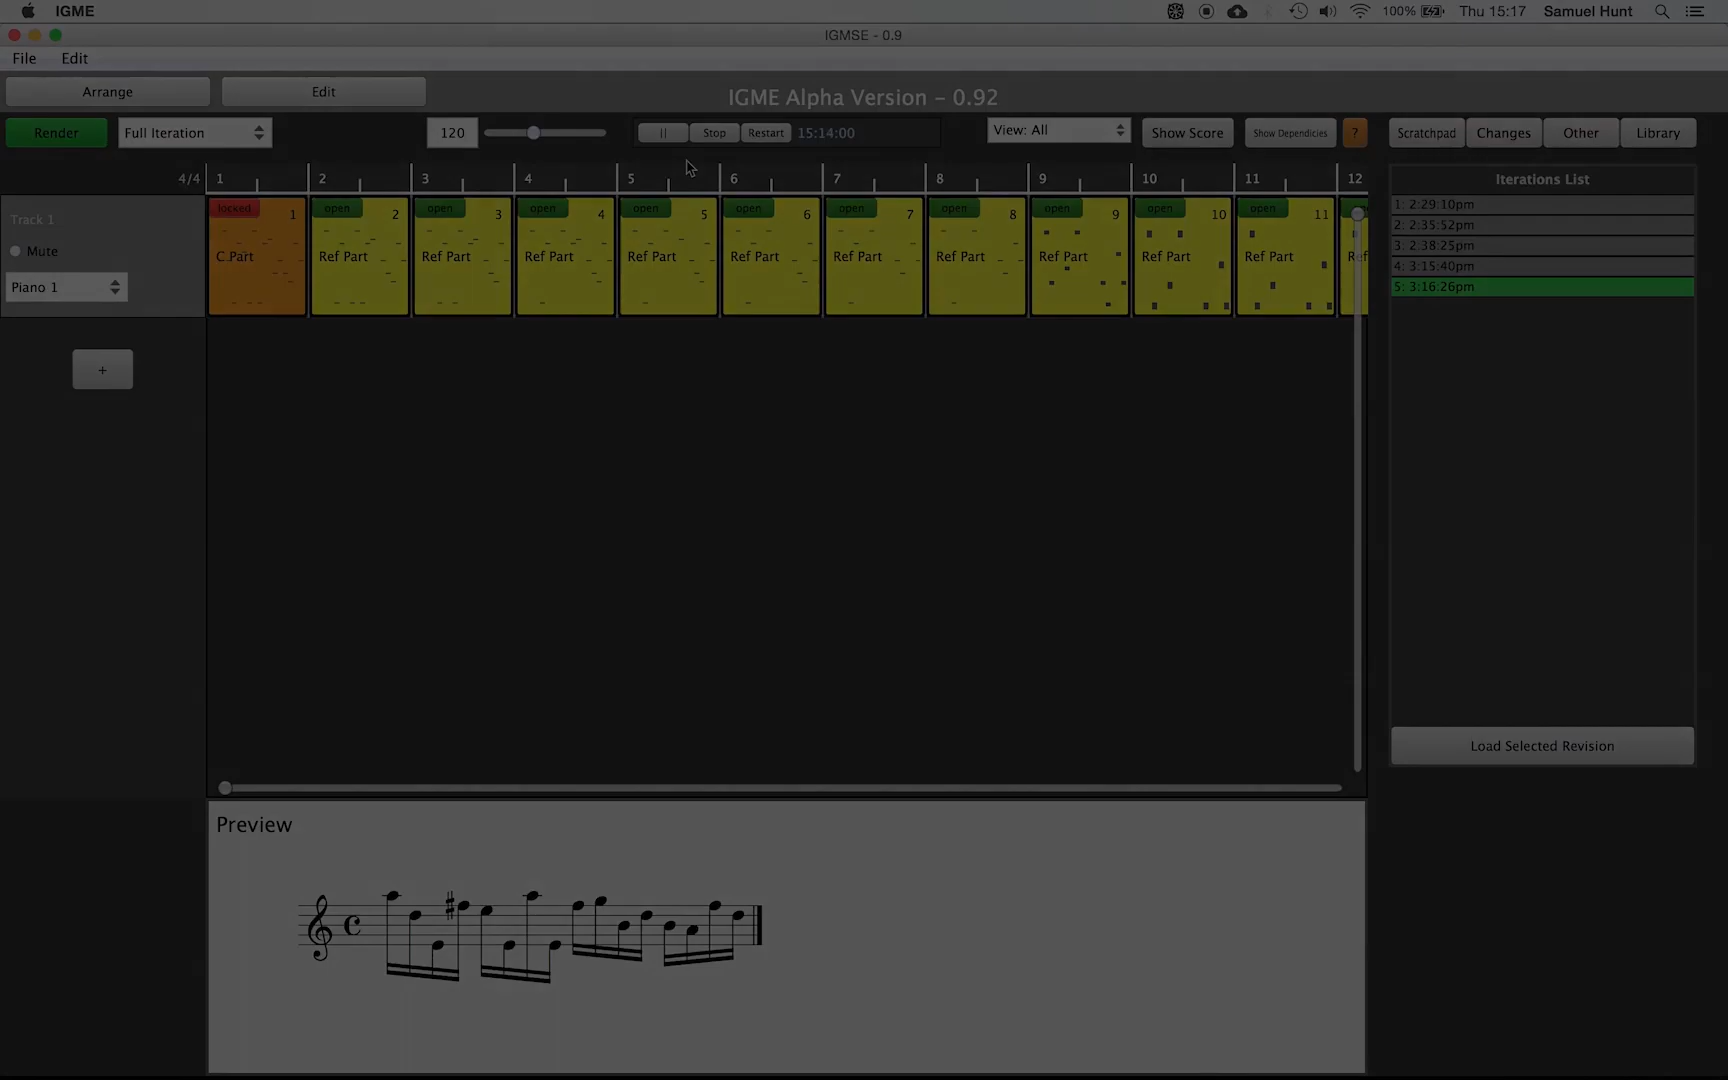 IGME 100% Thu 15:17 Samuel Hunt
IGMSE - 0.9
File Edit
Arrange Edit IGME Alpha Version - 0.92
Render Full Iteration 120 || Stop Restart 15:14:00 View: All Show Score Show Dependicies ? Scratchpad Changes Other Library
4/4 1 2 3 4 5 6 7 8 9 10 11 12 Iterations List
locked 1 open 2 open 3 open 4 open 5 open 6 open 7 open 8 open 9 open 10 open 11
Track 1
Mute
C.Part Ref Part Ref Part Ref Part Ref Part Ref Part Ref Part Ref Part Ref Part Ref Part Ref Part Ref
Piano 1
1: 2:29:10pm
2: 2:35:52pm
3: 2 38:25pm
4: 3:15:40pm
5: 3:16:26pm
+
Load Selected Revision
Preview